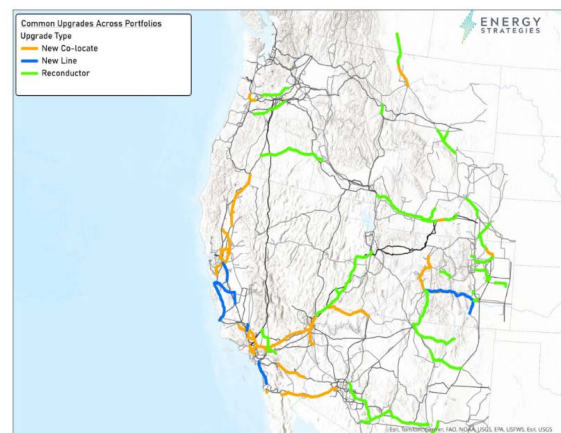 Common Upgrades Across Portfolios
Upgrade Type
New Co-locate
New Line
Reconductor
ENERGY
STRATEGIES
Esri, TomTom, Garmin, FAO, NOAA, USGS, EPA, USFWS, Esri, USGS